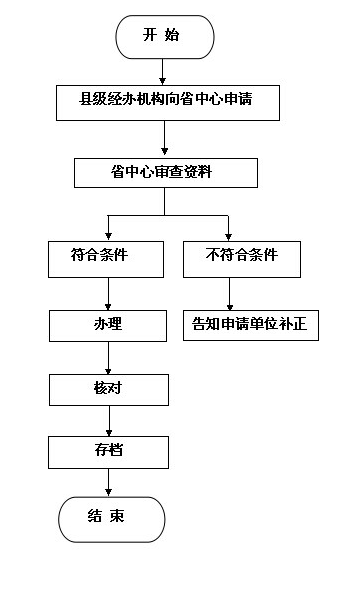 开 始
县级经办机构向省中心申请
省中心审查资料
符合条件
不符合条件
办理
告知申请单位补正
核对
存档
结 束